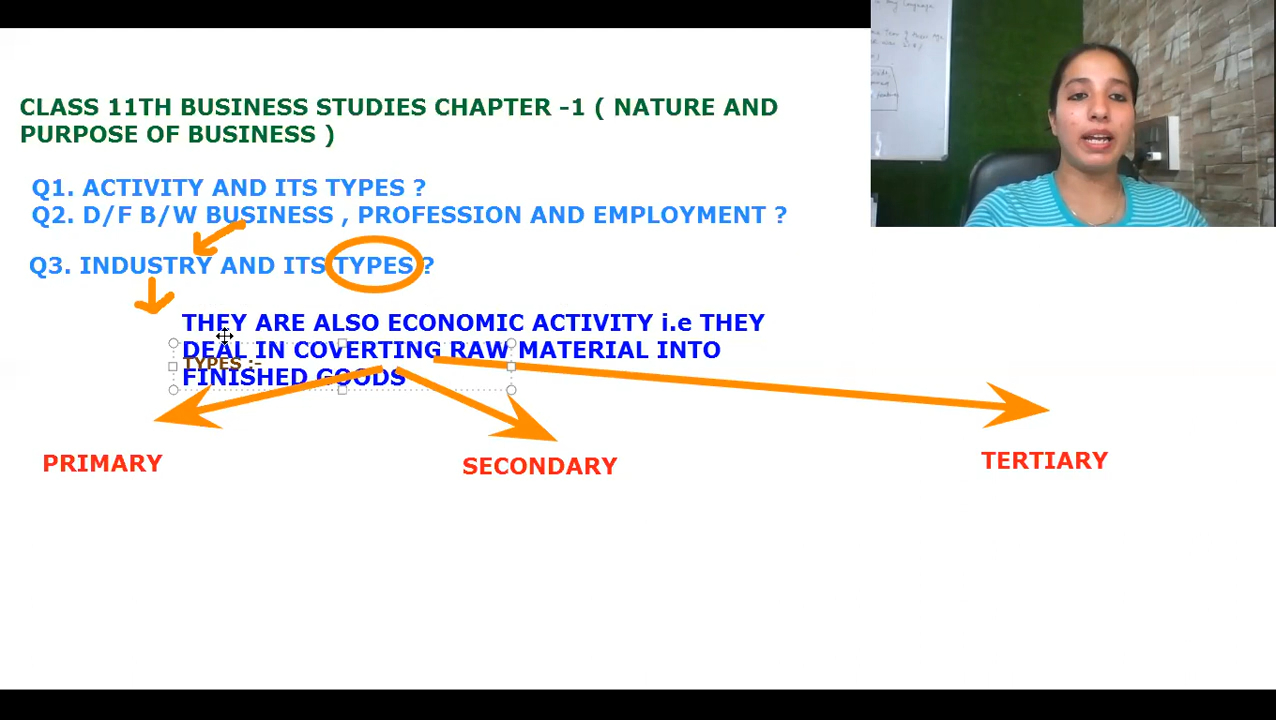 CLASS 11TH BUSINESS STUDIES CHAPTER -1 ( NATURE AND
PURPOSE OF BUSINESS )
Q1. ACTIVITY AND ITS TYPES ?
Q2. D/F B/W BUSINESS , PROFESSION AND EMPLOYMENT ?
Q3. INDUSTRY AND ITS TYPES ?
THEY ARE ALSO ECONOMIC ACTIVITY i.e THEY
DEAL IN COVERTING RAW MATERIAL INTO
TYPES :-
FINISHED GOODS
PRIMARY
SECONDARY
TERTIARY